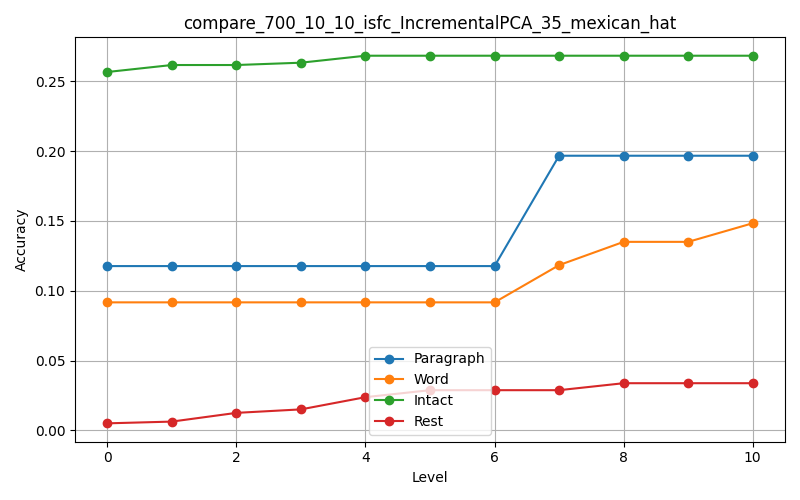 compare_700_10_10_isfc_IncrementalPCA_35_mexican_hat
Accuracy
0.25
0.20
0.15
0.10
0.05
0.00
Paragraph
Word
Intact
Rest
0 2 4 6 8 10
Level